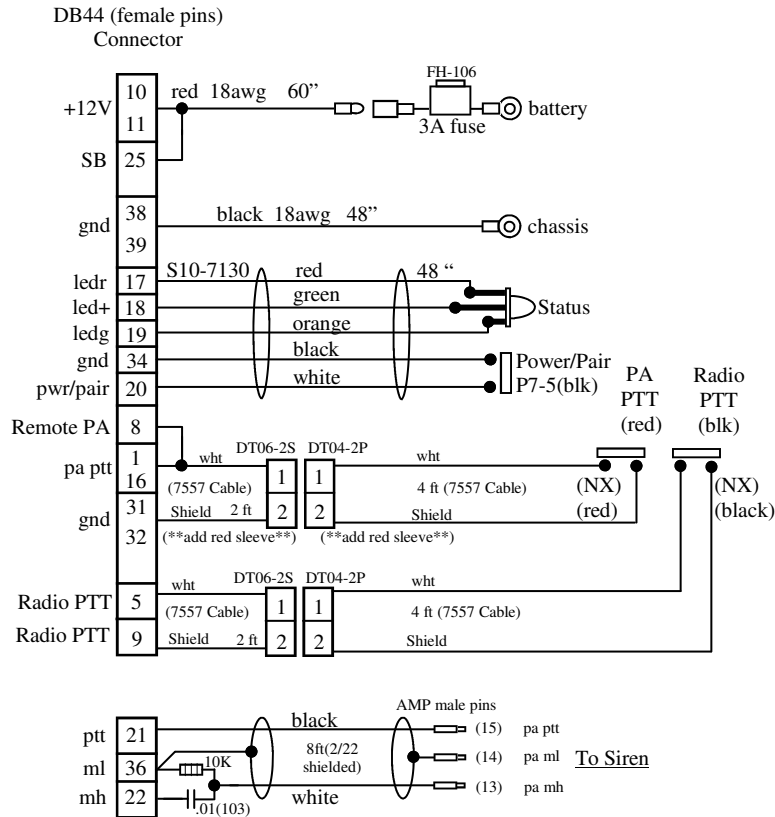 DB44 (female pins)
Connector
FH-106
10
red 18awg 60”
+12V
battery
11
3A fuse
SB
25
38
black 18awg 48”
gnd
chassis
39
ledr
17
S10-7130
red
48 “
led+
18
green
Status
ledg
19
orange
gnd
34
black
Power/Pair
pwr/pair
20
white
P7-5(blk)
PA
PTT
(red)
Radio
PTT
(blk)
Remote PA
8
pa ptt
1
16
wht
DT06-2S
DT04-2P
wht
1
1
(7557 Cable)
4 ft (7557 Cable)
(NX)
(red)
(NX)
(black)
gnd
31
32
Shield 2 ft
2
2
Shield
(**add red sleeve**)
(**add red sleeve**)
DT06-2S
DT04-2P
wht
wht
Radio PTT
5
(7557 Cable)
1
1
4 ft (7557 Cable)
Radio PTT
9
Shield 2 ft
2
2
Shield
AMP male pins
ptt
21
black
(15) pa ptt
ml
36
10K
8ft(2/22
shielded)
(14) pa ml
To Siren
mh
22
.01(103)
white
(13) pa mh